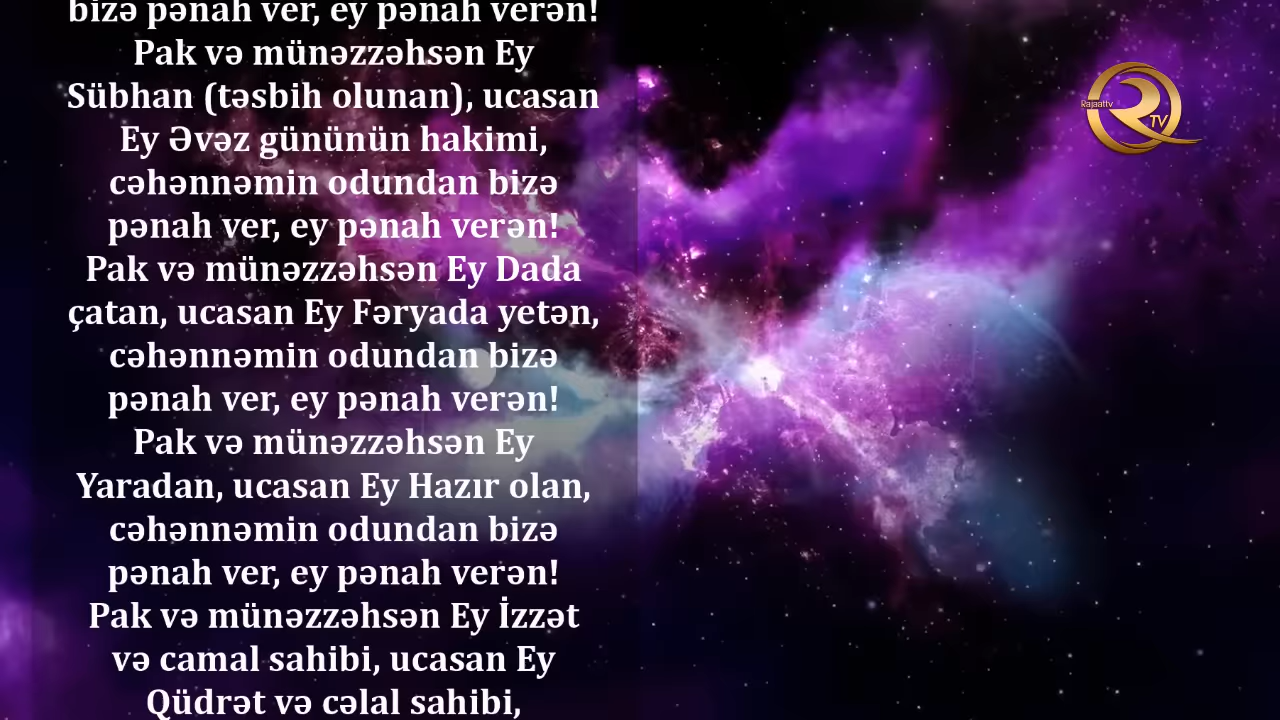 bizə pənah ver, ey pənah verən!
Pak və münəzzəhsən Ey
Sübhan (təsbih olunan), ucasan
Ey Əvəz gününün hakimi,
cəhənnəmin odundan bizə
pənah ver, ey pənah verən!
Pak və münəzzəhsən Ey Dada
çatan, ucasan Ey Fəryada yetən,
cəhənnəmin odundan bizə
pənah ver, ey pənah verən!
Pak və münəzzəhsən Ey
Yaradan, ucasan Ey Hazır olan,
cəhənnəmin odundan bizə
pənah ver, ey pənah verən!
Pak və münəzzəhsən Ey İzzət
və camal sahibi, ucasan Ey
Qüdrət və cəlal sahibi,
Rajaattv
TV